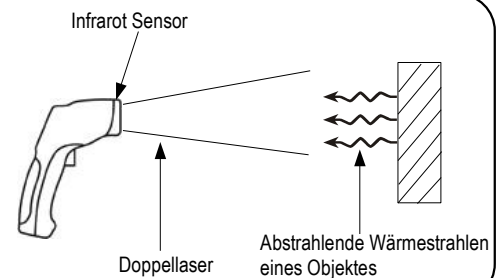 Infrarot Sensor
Doppellaser
Abstrahlende Wärmestrahlen
eines Objektes